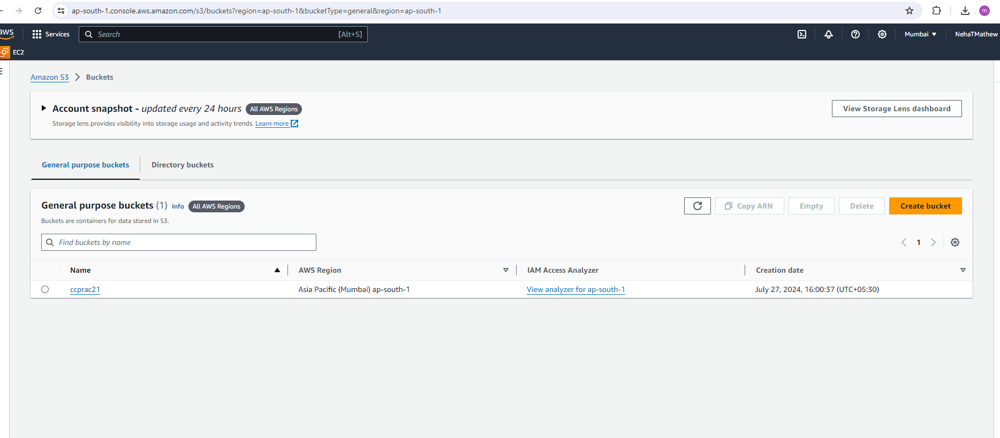 ap-south-1.console.aws.amazon.com/s3/buckets?region=ap-south-1&bucketType=general&region=ap-south-1
m
aws
Services
Search
[Alt+S]
Mumbai
NehaTMathew
EC2
Amazon S3
Buckets
Account snapshot - updated every 24 hours
All AWS Regions
View Storage Lens dashboard
Storage lens provides visibility into storage usage and activity trends. Learn more
General purpose buckets
Directory buckets
General purpose buckets (1) Info All AWS Regions
Copy ARN
Empty
Delete
Create bucket
Buckets are containers for data stored in S3.
Find buckets by name
1
Name
AWS Region
IAM Access Analyzer
Creation date
ccprac21
Asia Pacific (Mumbai) ap-south-1
View analyzer for ap-south-1
July 27, 2024, 16:00:37 (UTC+05:30)